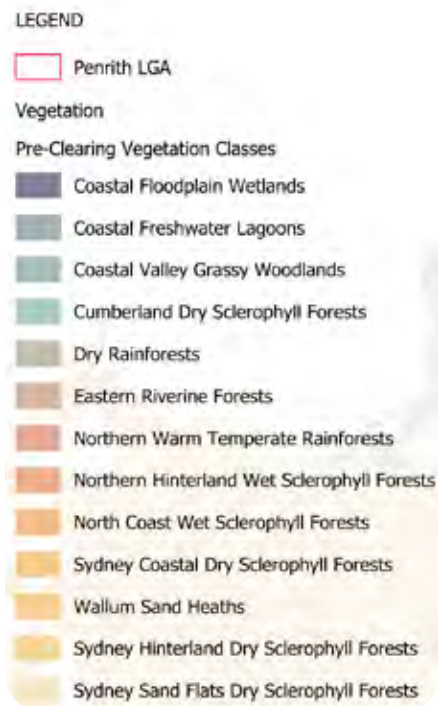 LEGEND
Penrith LGA
Vegetation
Pre-Clearing Vegetation Classes
Coastal Floodplain Wetlands
Coastal Freshwater Lagoons
Coastal Valley Grassy Woodlands
Cumberland Dry Sclerophyll Forests
Dry Rainforests
Eastern Riverine Forests
Northern Warm Temperate Rainforests
Northern Hinterland Wet Sclerophyll Forests
North Coast Wet Sclerophyll Forests
Sydney Coastal Dry Sclerophyll Forests
Wallum Sand Heaths
Sydney Hinterland Dry Sclerophyll Forests
Sydney Sand Flats Dry Sclerophyll Forests